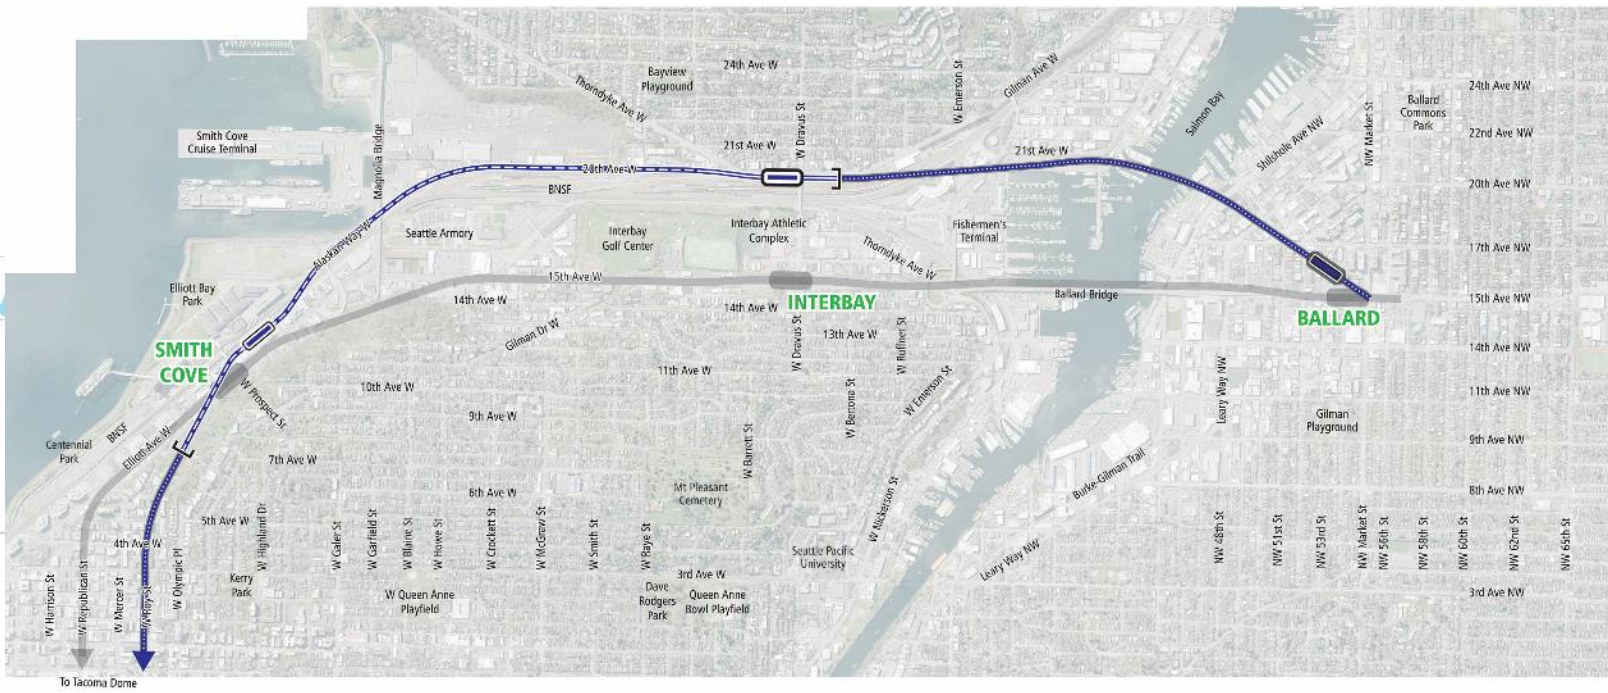 24th Ave W
Bayview
Playground
Thorndyke Ave W
W Emerson St
Gilman Ave W
24th Ave NW
Ballard
Commons
Park
Salmon Bay
Shilshole Ave NW
NW Market St
22nd Ave NW
Smith Cove
Cruise Terminal
Magnolia Bridge
21st Ave W
W Dravus St
21st Ave W
20th Ave W
BNSF
20th Ave NW
Alaskan Way W
Seattle Armory
Interbay
Golf Center
Interbay Athletic
Complex
Thorndyke Ave W
Fishermen's
Terminal
17th Ave NW
15th Ave W
Elliott Bay
Park
14th Ave W
14th Ave W
INTERBAY
Ballard Bridge
15th Ave NW
BALLARD
SMITH
COVE
Gilman Dr W
W Dravus St
13th Ave W
W Ruffner St
14th Ave NW
11th Ave W
10th Ave W
W Prospect St
9th Ave W
W Bertona St
W Emerson St
Leary Way NW
11th Ave NW
Gilman
Playground
Centennial
Park
BNSF
Elliott Ave W
7th Ave W
W Barrett St
9th Ave NW
6th Ave W
Mt Pleasant
Cemetery
W Nickerson St
Burke-Gilman Trail
8th Ave NW
5th Ave W
W Highland Dr
W Galer St
W Garfield St
W Blaine St
W Howe St
W Crockett St
W McGraw St
W Smith St
W Raye St
4th Ave W
Seattle Pacific
University
Leary Way NW
NW 48th St
NW 51st St
NW 53rd St
NW Market St
NW 56th St
NW 58th St
NW 60th St
NW 62nd St
NW 65th St
W Harrison St
W Republican St
W Mercer St
W Roy St
W Olympic Pl
Kerry
Park
W Queen Anne
Playfield
3rd Ave W
Dave
Rodgers
Park
Queen Anne
Bowl Playfield
3rd Ave NW
To Tacoma Dome